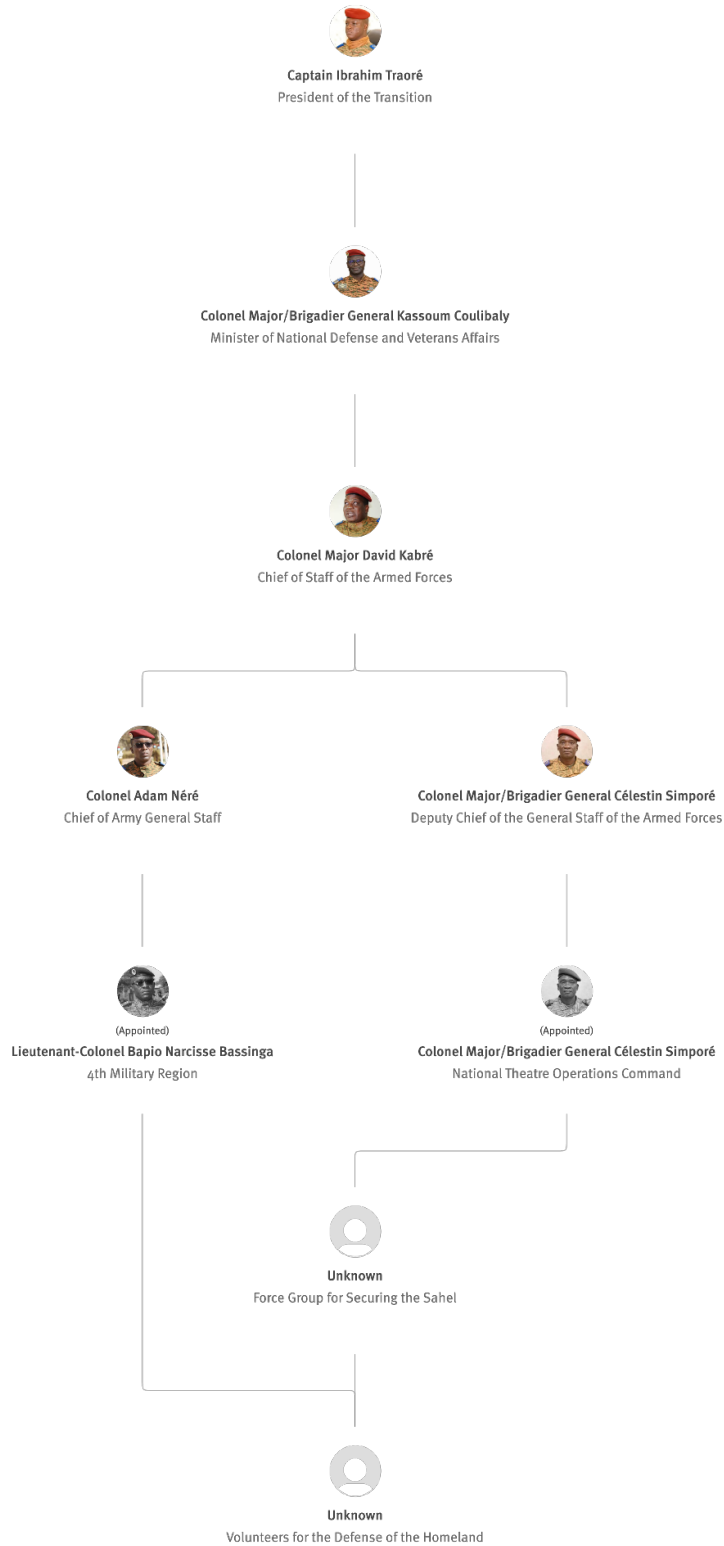 Captain Ibrahim Traoré
President of the Transition
Colonel Major/Brigadier General Kassoum Coulibaly
Minister of National Defense and Veterans Affairs
Colonel Major David Kabré
Chief of Staff of the Armed Forces
Colonel Adam Néré
Chief of Army General Staff
Colonel Major/Brigadier General Célestin Simporé
Deputy Chief of the General Staff of the Armed Forces
(Appointed)
Lieutenant-Colonel Bapio Narcisse Bassinga
4th Military Region
(Appointed)
Colonel Major/Brigadier General Célestin Simporé
National Theatre Operations Command
Unknown
Force Group for Securing the Sahel
Unknown
Volunteers for the Defense of the Homeland